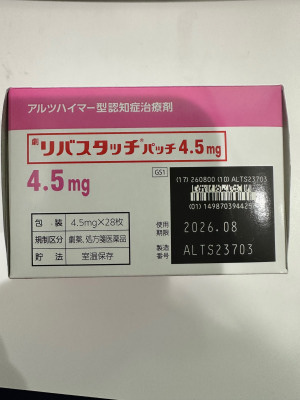 アルツハイマー型認知症治療剤
劇 リバスタッチ®パッチ4.5mg
4.5mg
GS1
(17) 260800 (10) ALTS23703
包装 4.5mg×28枚
規制区分 劇薬、処方箋医薬品
貯法 室温保存
使用期限 2026.08
製造番号 ALTS23703